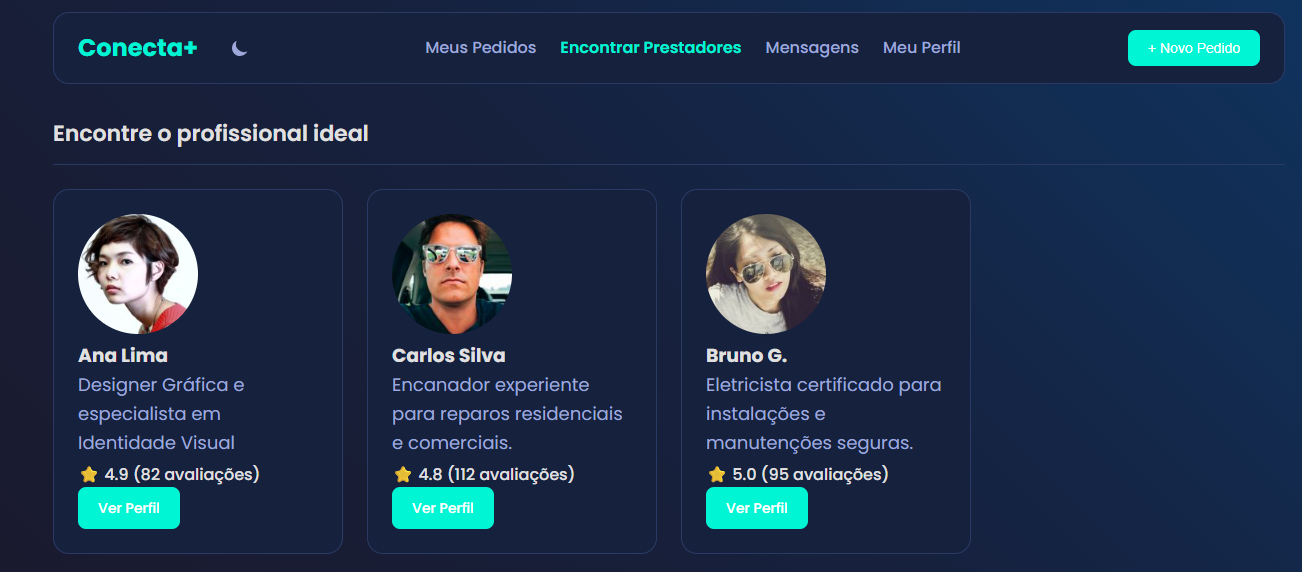 Conecta+
Meus Pedidos Encontrar Prestadores Mensagens Meu Perfil
+ Novo Pedido
Encontre o profissional ideal
Ana Lima
Designer Gráfica e
especialista em
Identidade Visual
4.9 (82 avaliações)
Ver Perfil
Carlos Silva
Encanador experiente
para reparos residenciais
e comerciais.
4.8 (112 avaliações)
Ver Perfil
Bruno G.
Eletricista certificado para
instalações e
manutenções seguras.
5.0 (95 avaliações)
Ver Perfil